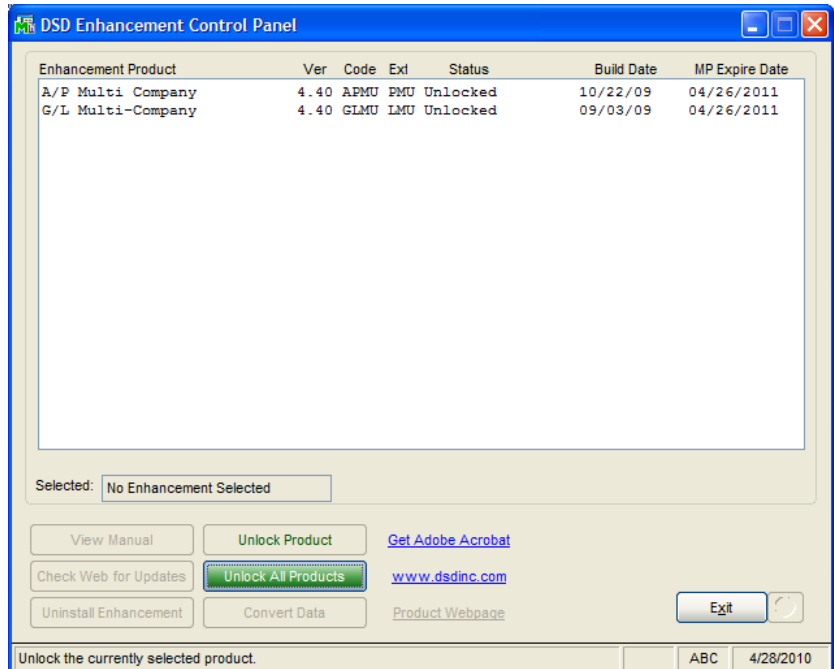 DSD Enhancement Control Panel
Enhancement Product Ver Code Ext Status Build Date MP Expire Date
A/P Multi Company 4.40 APMU PMU Unlocked 10/22/09 04/26/2011
G/L Multi-Company 4.40 GLMU LMU Unlocked 09/03/09 04/26/2011
Selected: No Enhancement Selected
View Manual Unlock Product Get Adobe Acrobat
Check Web for Updates Unlock All Products www.dsdinc.com
Uninstall Enhancement Convert Data Product Webpage Exit
Unlock the currently selected product. ABC 4/28/2010